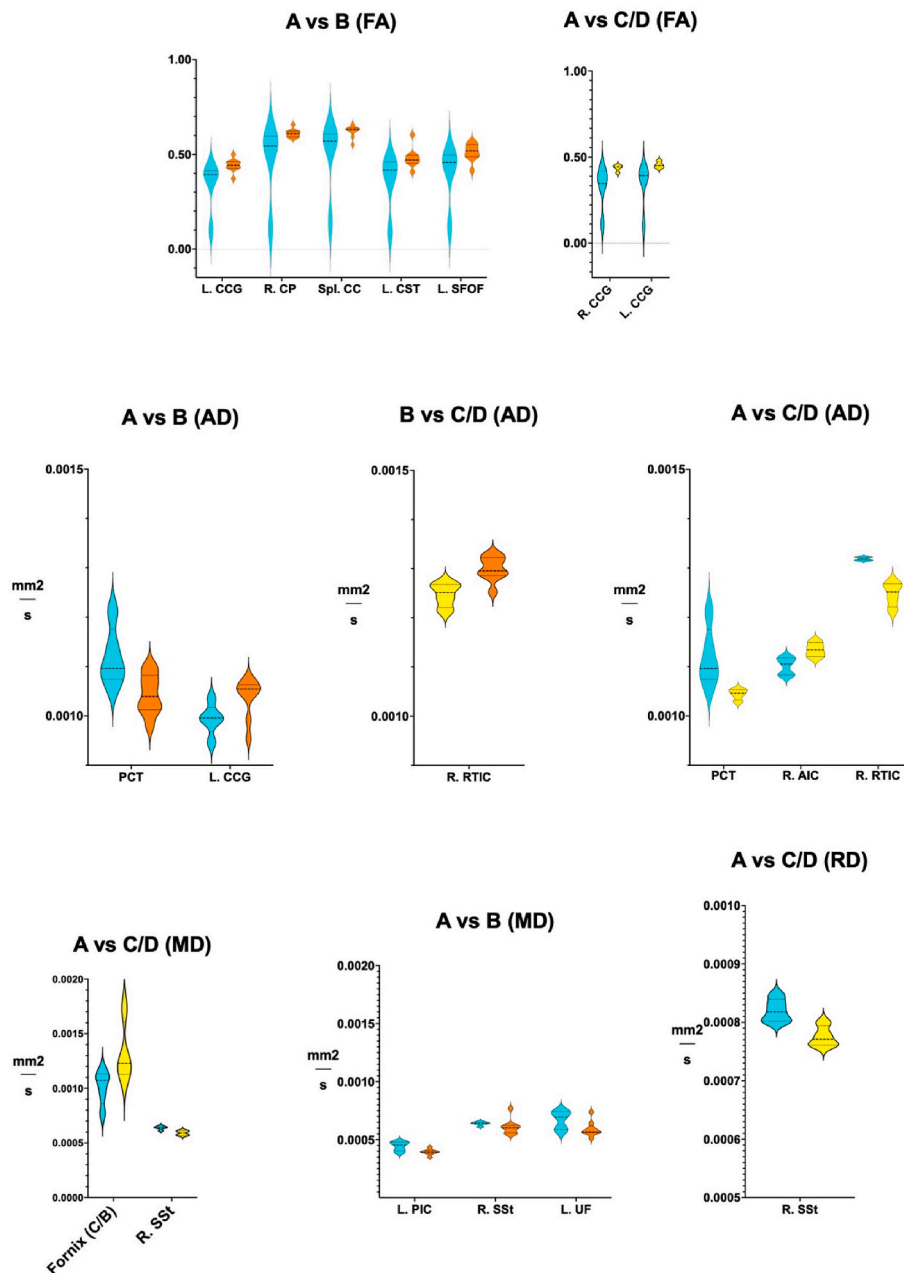 A vs B (FA)
1.00
0.50
0.00
L. CCG R. CP Spl. CC L. CST L. SFOF
A vs C/D (FA)
1.00
0.50
0.00
R. CCG L. CCG
A vs B (AD)
0.0015
mm2
s
0.0010
PCT L. CCG
B vs C/D (AD)
0.0015
mm2
s
0.0010
R. RTIC
A vs C/D (AD)
0.0015
mm2
s
0.0010
PCT R. AIC R. RTIC
A vs C/D (MD)
0.0020
0.0015
mm2
s
0.0010
0.0005
0.0000
Fornix (C/B) R. SSt
A vs B (MD)
0.0020
0.0015
mm2
s
0.0010
0.0005
L. PIC R. SSt L. UF
A vs C/D (RD)
0.0010
0.0009
0.0008
mm2
s
0.0007
0.0006
0.0005
R. SSt